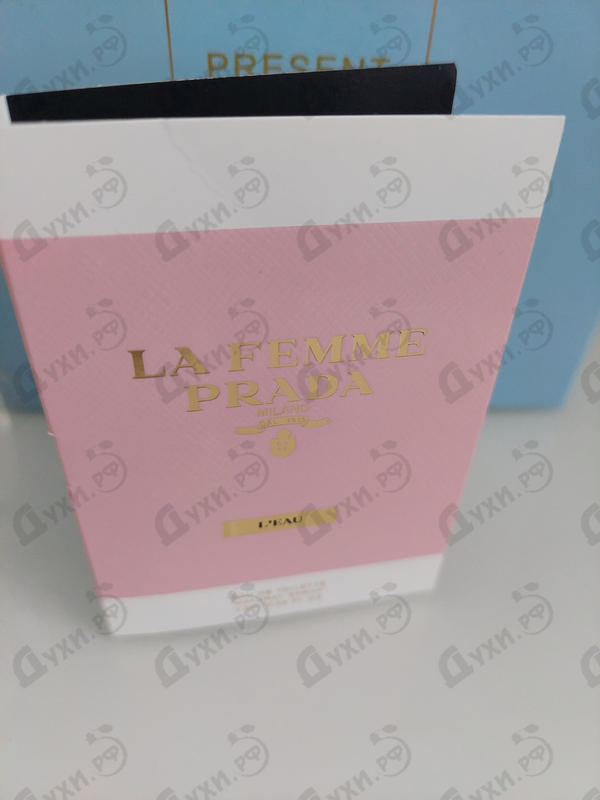 PRESENT
LA FEMME
PRADA
MILANO
L'EAU
Духи.рф